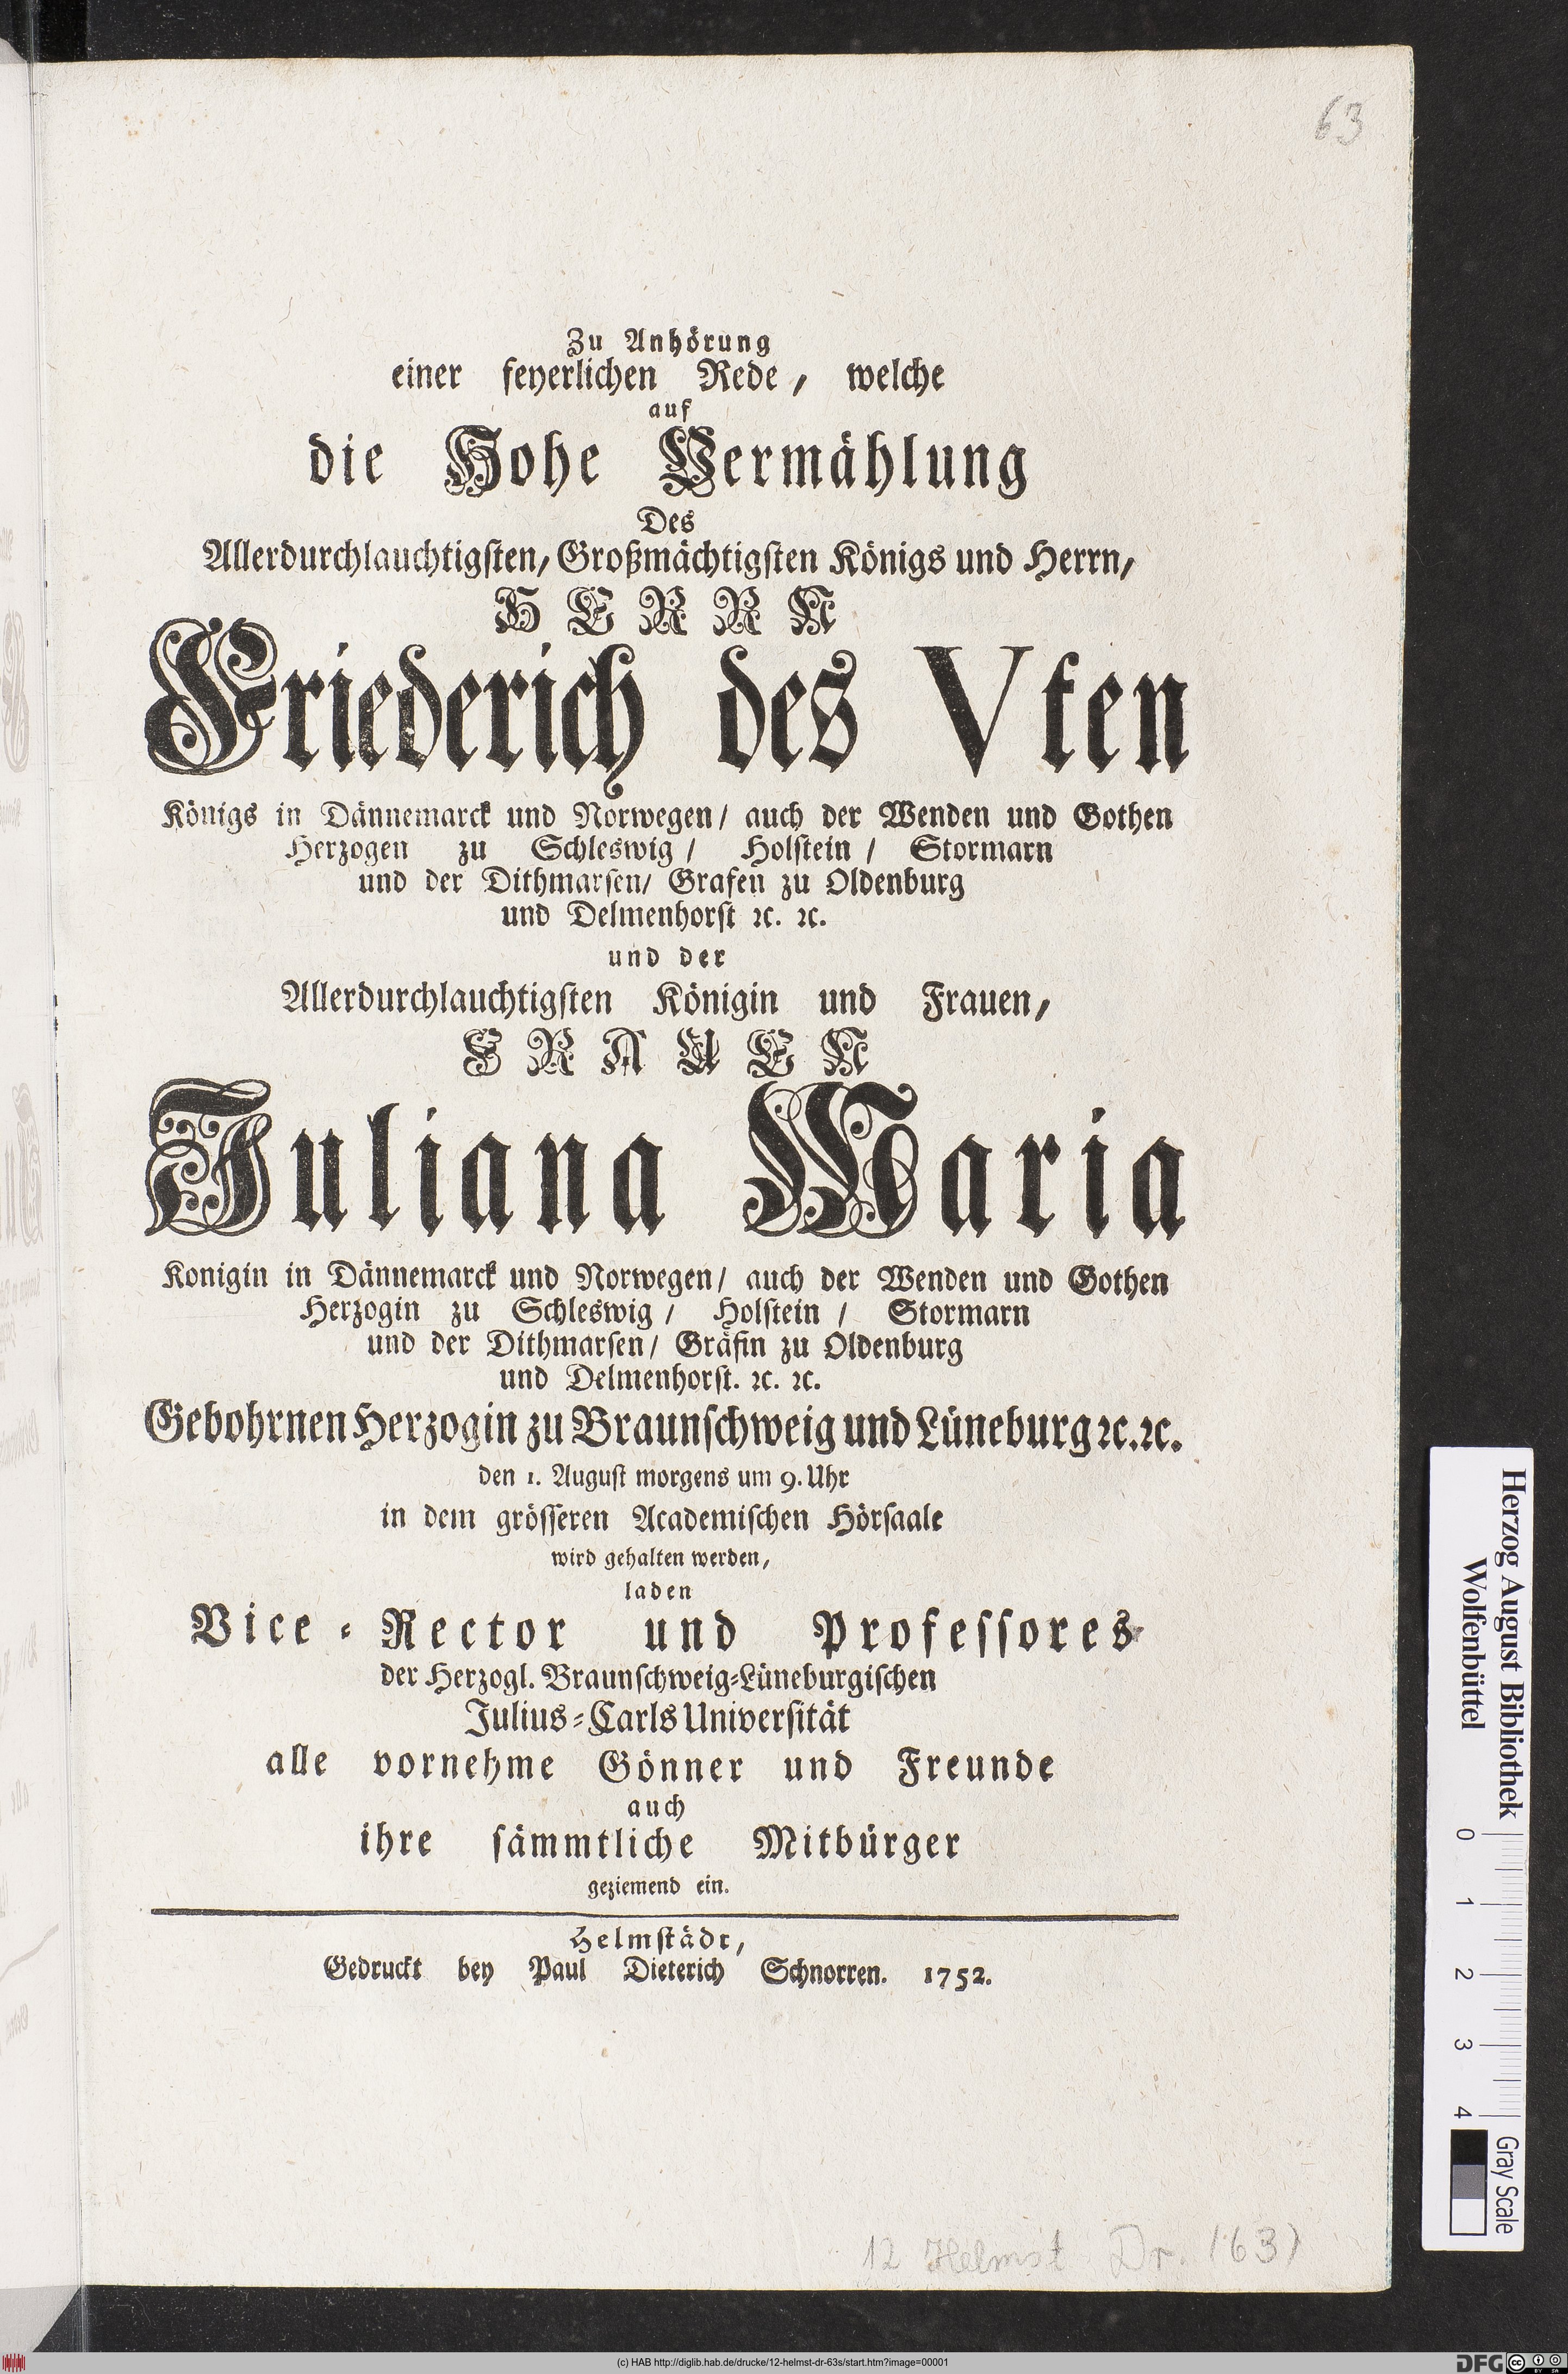 63
Zu Anhörung
einer feyerlichen Rede, welche
auf
die Hohe Vermählung
Des
Allerdurchlauchtigsten, Großmächtigsten Königs und Herrn,
HERRN
Friederich des Vten
Königs in Dännemarck und Norwegen/ auch der Wenden und Gothen
Herzogen zu Schleswig/ Holstein/ Stormarn
und der Dithmarsen/ Grafen zu Oldenburg
und Delmenhorst ꝛc. ꝛc.
und der
Allerdurchlauchtigsten Königin und Frauen,
FRAUEN
Juliana Maria
Konigin in Dännemarck und Norwegen/ auch der Wenden und Gothen
Herzogin zu Schleswig/ Holstein/ Stormarn
und der Dithmarsen/ Gräfin zu Oldenburg
und Delmenhorst. ꝛc. ꝛc.
Gebohrnen Herzogin zu Braunschweig und Lüneburg ꝛc. ꝛc.
den 1. August morgens um 9. Uhr
in dem grösseren Academischen Hörsaale
wird gehalten werden,
laden
Vice-Rector und Professores
der Herzogl. Braunschweig-Lüneburgischen
Julius-Carls Universität
alle vornehme Gönner und Freunde
auch
ihre sämmtliche Mitbürger
geziemend ein.
Helmstädt,
Gedruckt bey Paul Dieterich Schnorren. 1752.
12 Helmst Dr. (63)
Herzog August Bibliothek
Wolfenbüttel
0 1 2 3 4
Gray Scale
(c) HAB http://diglib.hab.de/drucke/12-helmst-dr-63s/start.htm?image=00001
DFG